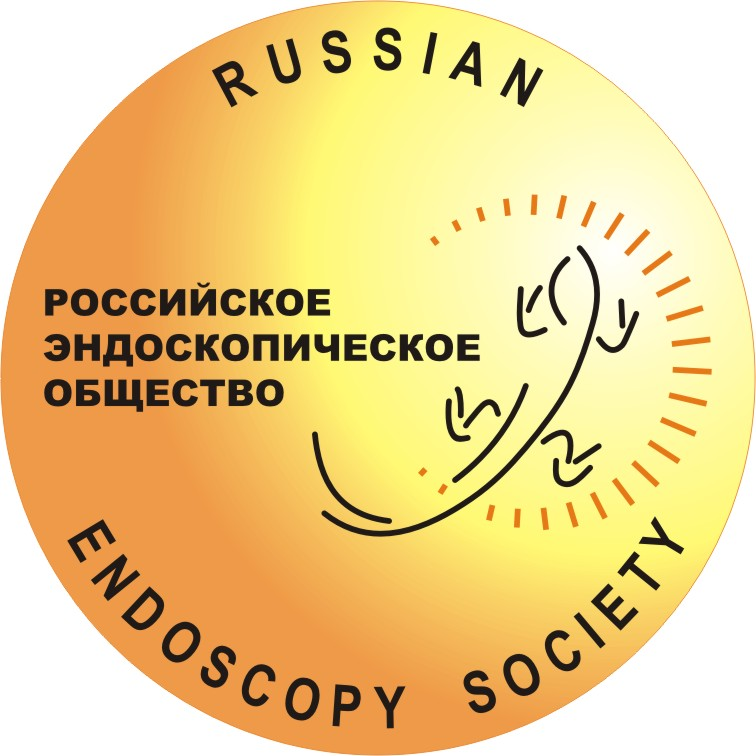 RUSSIAN
РОССИЙСКОЕ
ЭНДОСКОПИЧЕСКОЕ
ОБЩЕСТВО
ENDOSCOPY SOCIETY